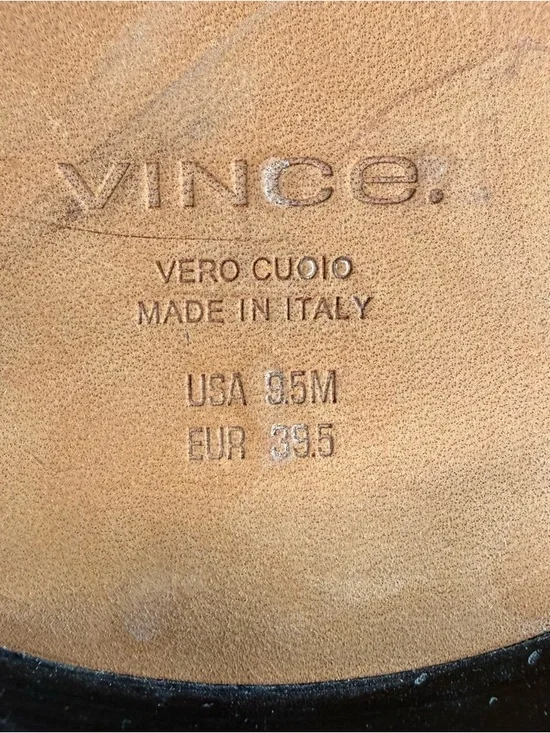 VINCe.
VERO CUOIO
MADE IN ITALY
USA 9.5M
EUR 39.5